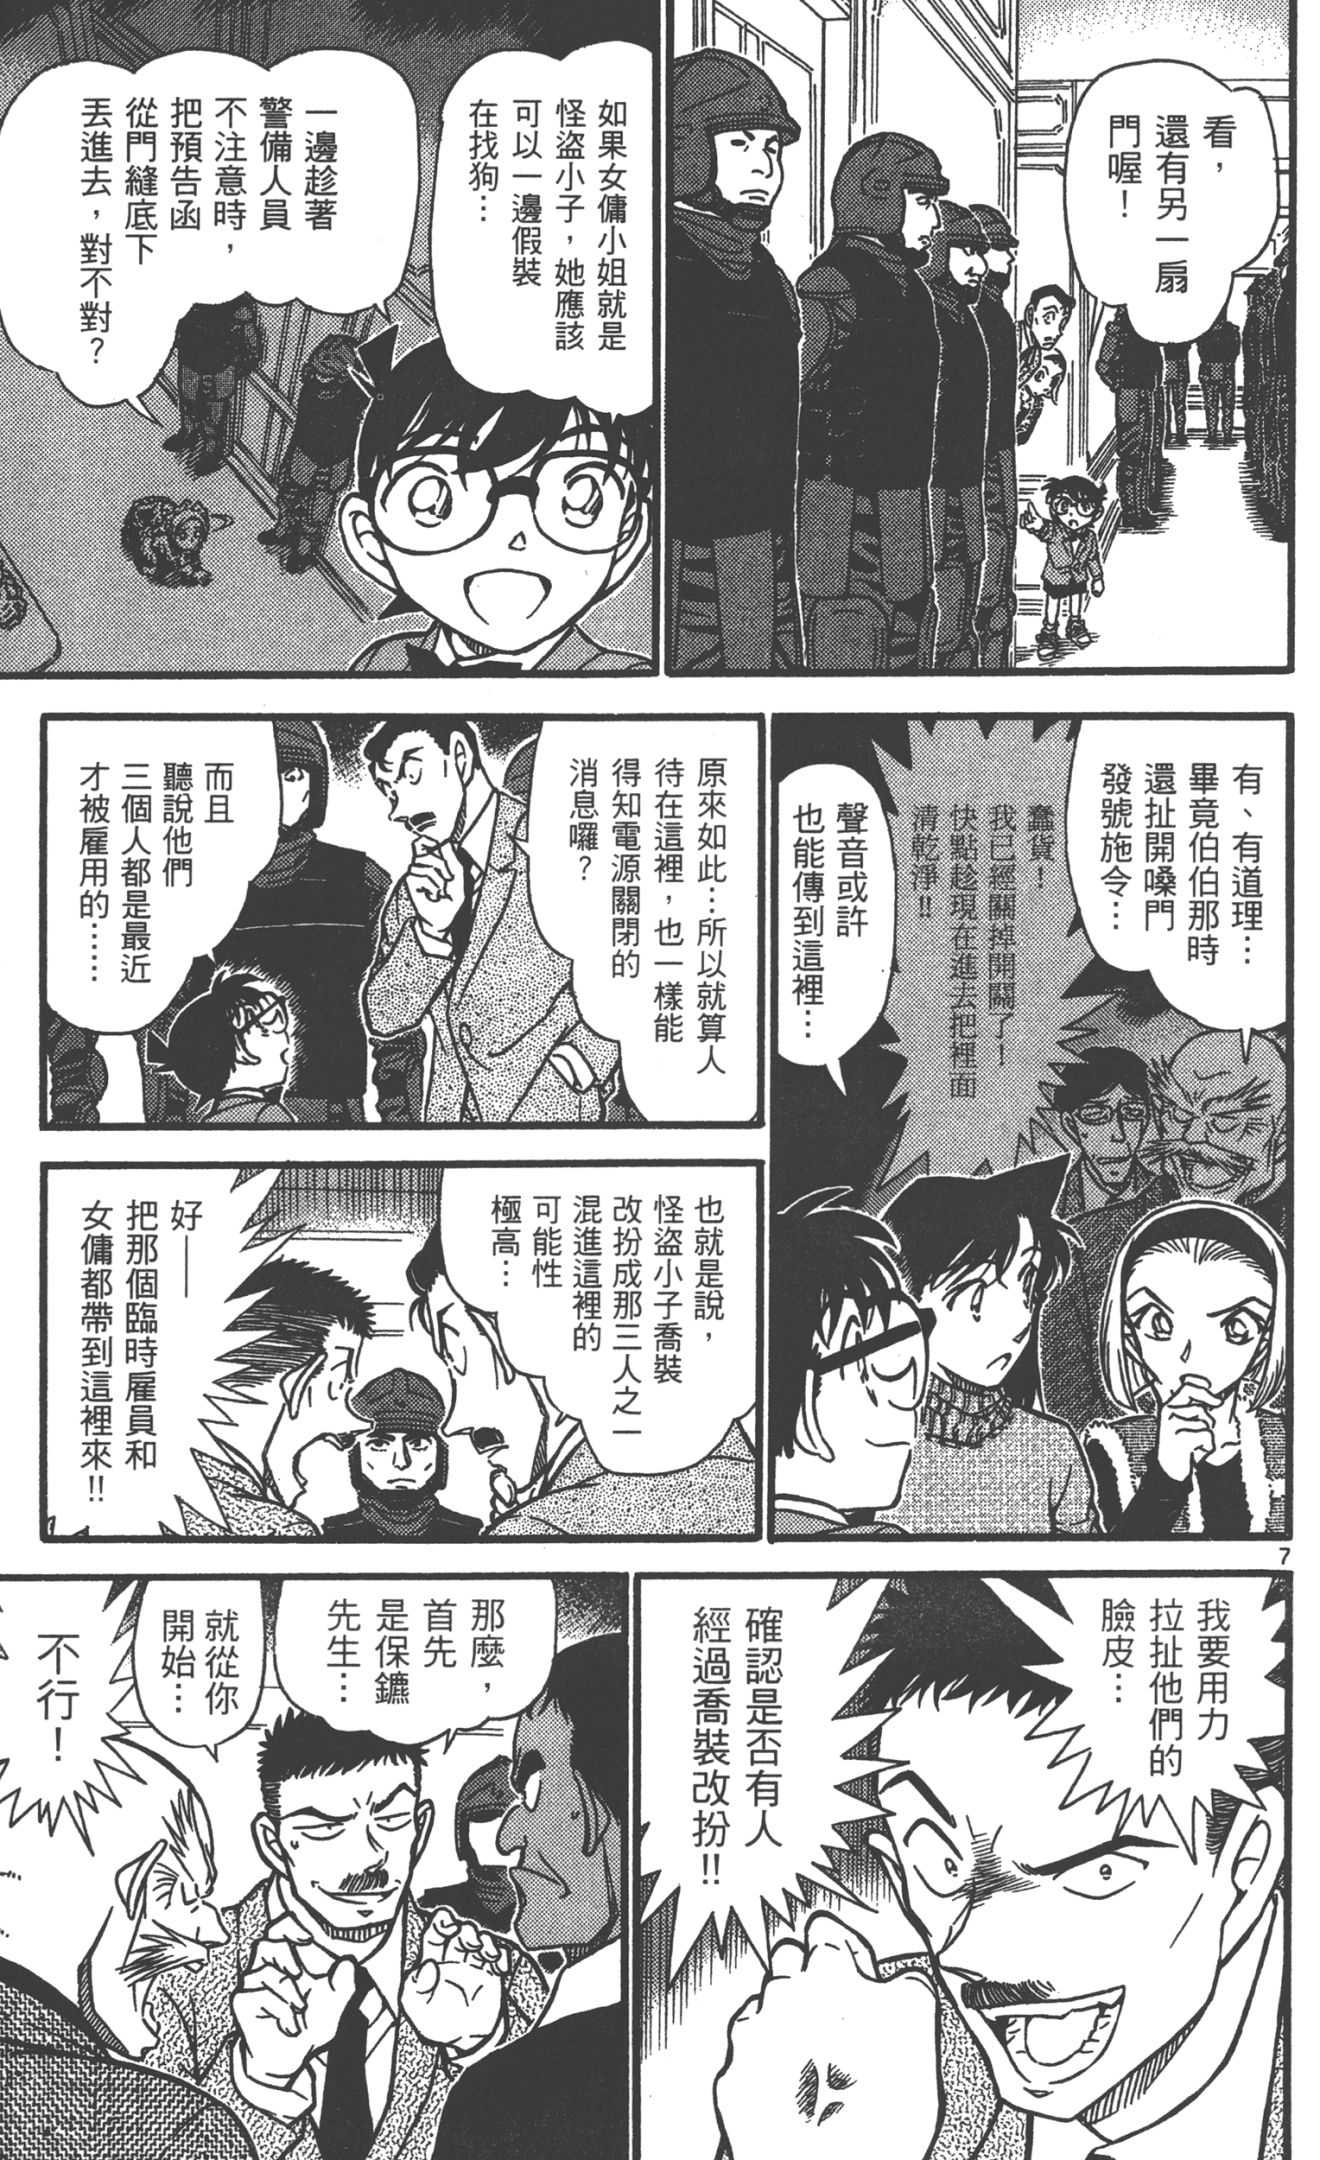 看，
還有另一扇
門喔！
如果女傭小姐就是
怪盜小子，她應該
可以一邊假裝
在找狗…
一邊趁著
警備人員
不注意時，
把預告函
從門縫底下
丟進去，對不對？
有、有道理…
畢竟伯伯那時
還扯開嗓門
發號施令…
蠢貨！
我已經關掉開關了！
快點趁現在進去把裡面
清乾淨!!
聲音或許
也能傳到這裡…
原來如此…所以就算人
待在這裡，也一樣能
得知電源關閉的
消息囉？
而且
聽說他們
三個人都是最近
才被雇用的……
也就是說，
怪盜小子喬裝
改扮成那三人之一
混進這裡的
可能性
極高…
好——
把那個臨時雇員和
女傭都帶到這裡來!!
7
我要用力
拉扯他們的
臉皮…
確認是否有人
經過喬裝改扮!!
那麼，
首先
是保鑣
先生…
就從你
開始…
不行！